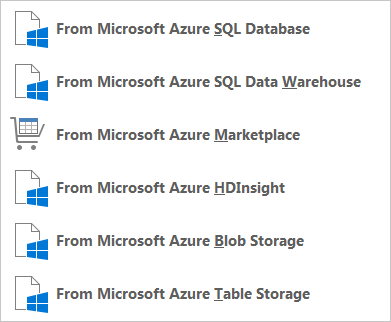 From Microsoft Azure SQL Database
From Microsoft Azure SQL Data Warehouse
From Microsoft Azure Marketplace
From Microsoft Azure HDInsight
From Microsoft Azure Blob Storage
From Microsoft Azure Table Storage